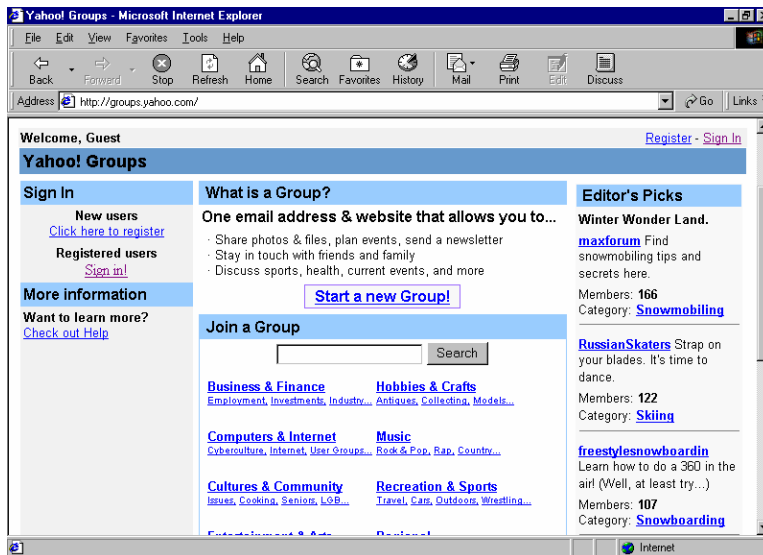 Yahoo! Groups - Microsoft Internet Explorer
File Edit View Favorites Tools Help
Back Forward Stop Refresh Home Search Favorites History Mail Print Edit Discuss
Address http://groups.yahoo.com/ Go Links
Welcome, Guest
Register - Sign In
Yahoo! Groups
Sign In
New users
Click here to register
Registered users
Sign in!
More information
Want to learn more?
Check out Help
What is a Group?
One email address & website that allows you to...
· Share photos & files, plan events, send a newsletter
· Stay in touch with friends and family
· Discuss sports, health, current events, and more
Start a new Group!
Join a Group
Search
Business & Finance
Employment, Investments, Industry...
Hobbies & Crafts
Antiques, Collecting, Models...
Computers & Internet
Cyberculture, Internet, User Groups...
Music
Rock & Pop, Rap, Country...
Cultures & Community
Issues, Cooking, Seniors, LGB...
Recreation & Sports
Travel, Cars, Outdoors, Wrestling...
Editor's Picks
Winter Wonder Land.
maxforum Find
snowmobiling tips and
secrets here.
Members: 166
Category: Snowmobiling
RussianSkaters Strap on
your blades. It's time to
dance.
Members: 122
Category: Skiing
freestylesnowboardin
Learn how to do a 360 in the
air! (Well, at least try...)
Members: 107
Category: Snowboarding
Internet